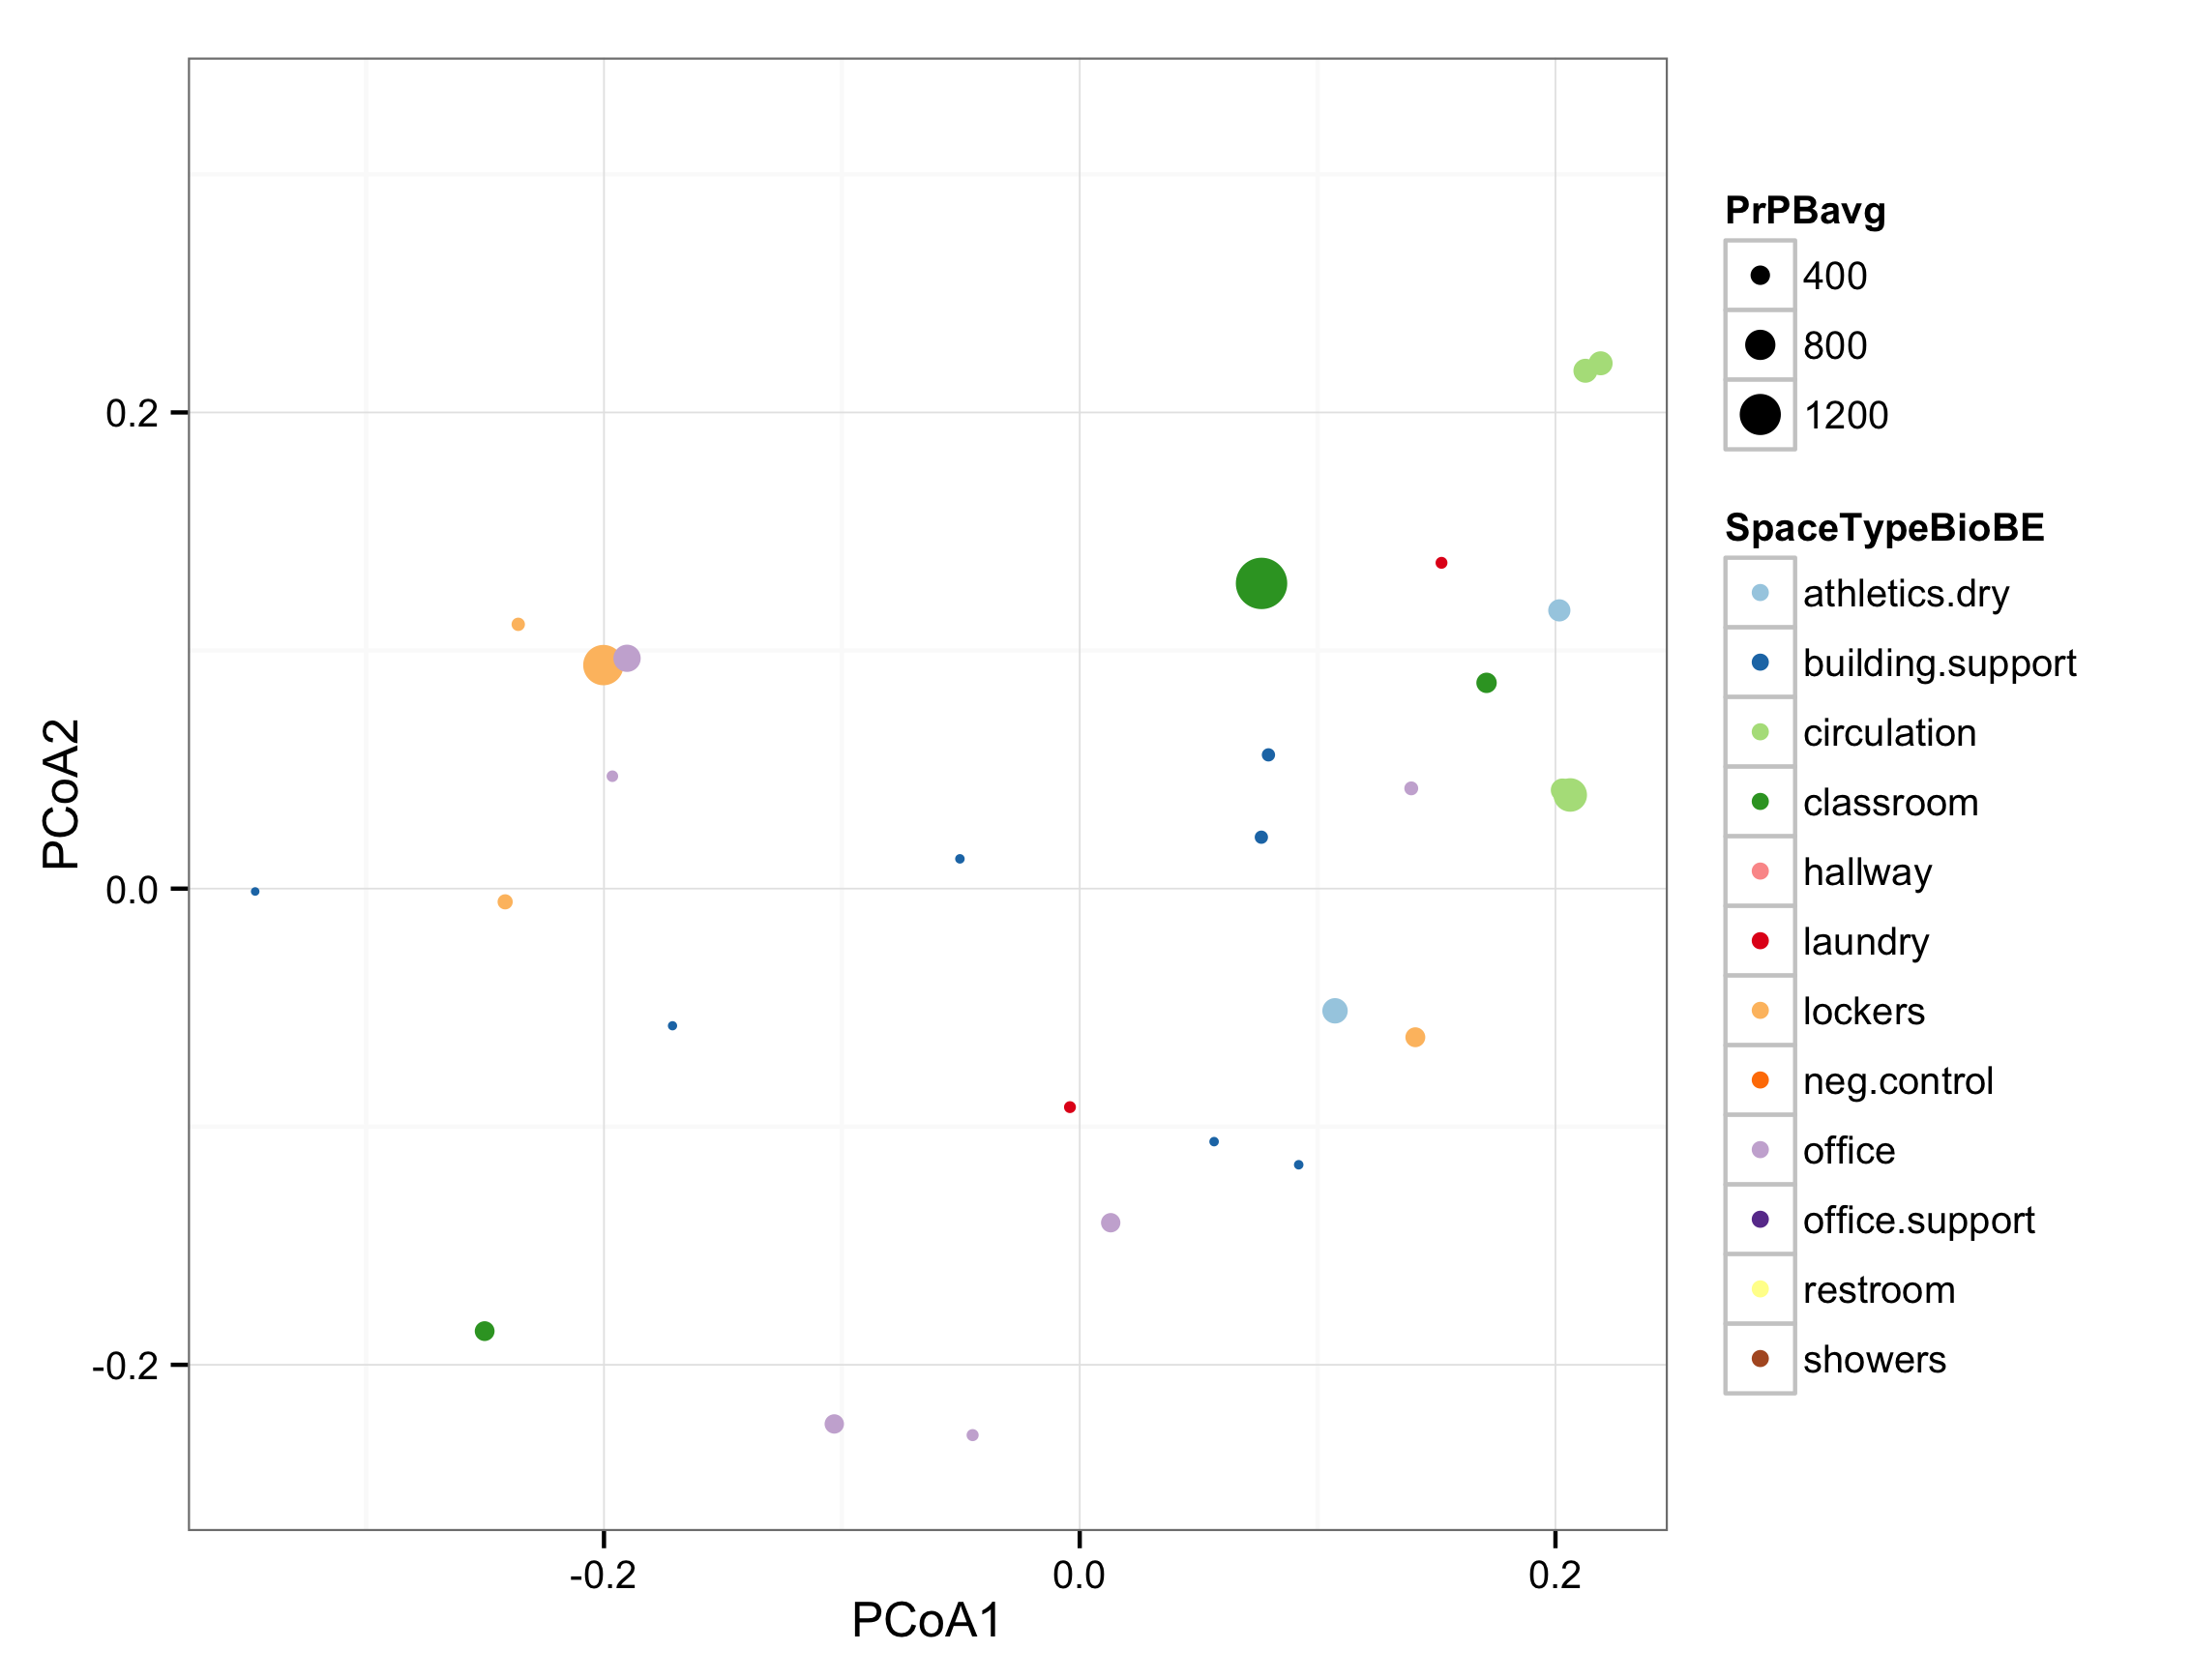 PCoA2
0.2
0.0
-0.2
-0.2
0.0
0.2
PCoA1
PrPBavg
400
800
1200
SpaceTypeBioBE
athletics.dry
building.support
circulation
classroom
hallway
laundry
lockers
neg.control
office
office.support
restroom
showers